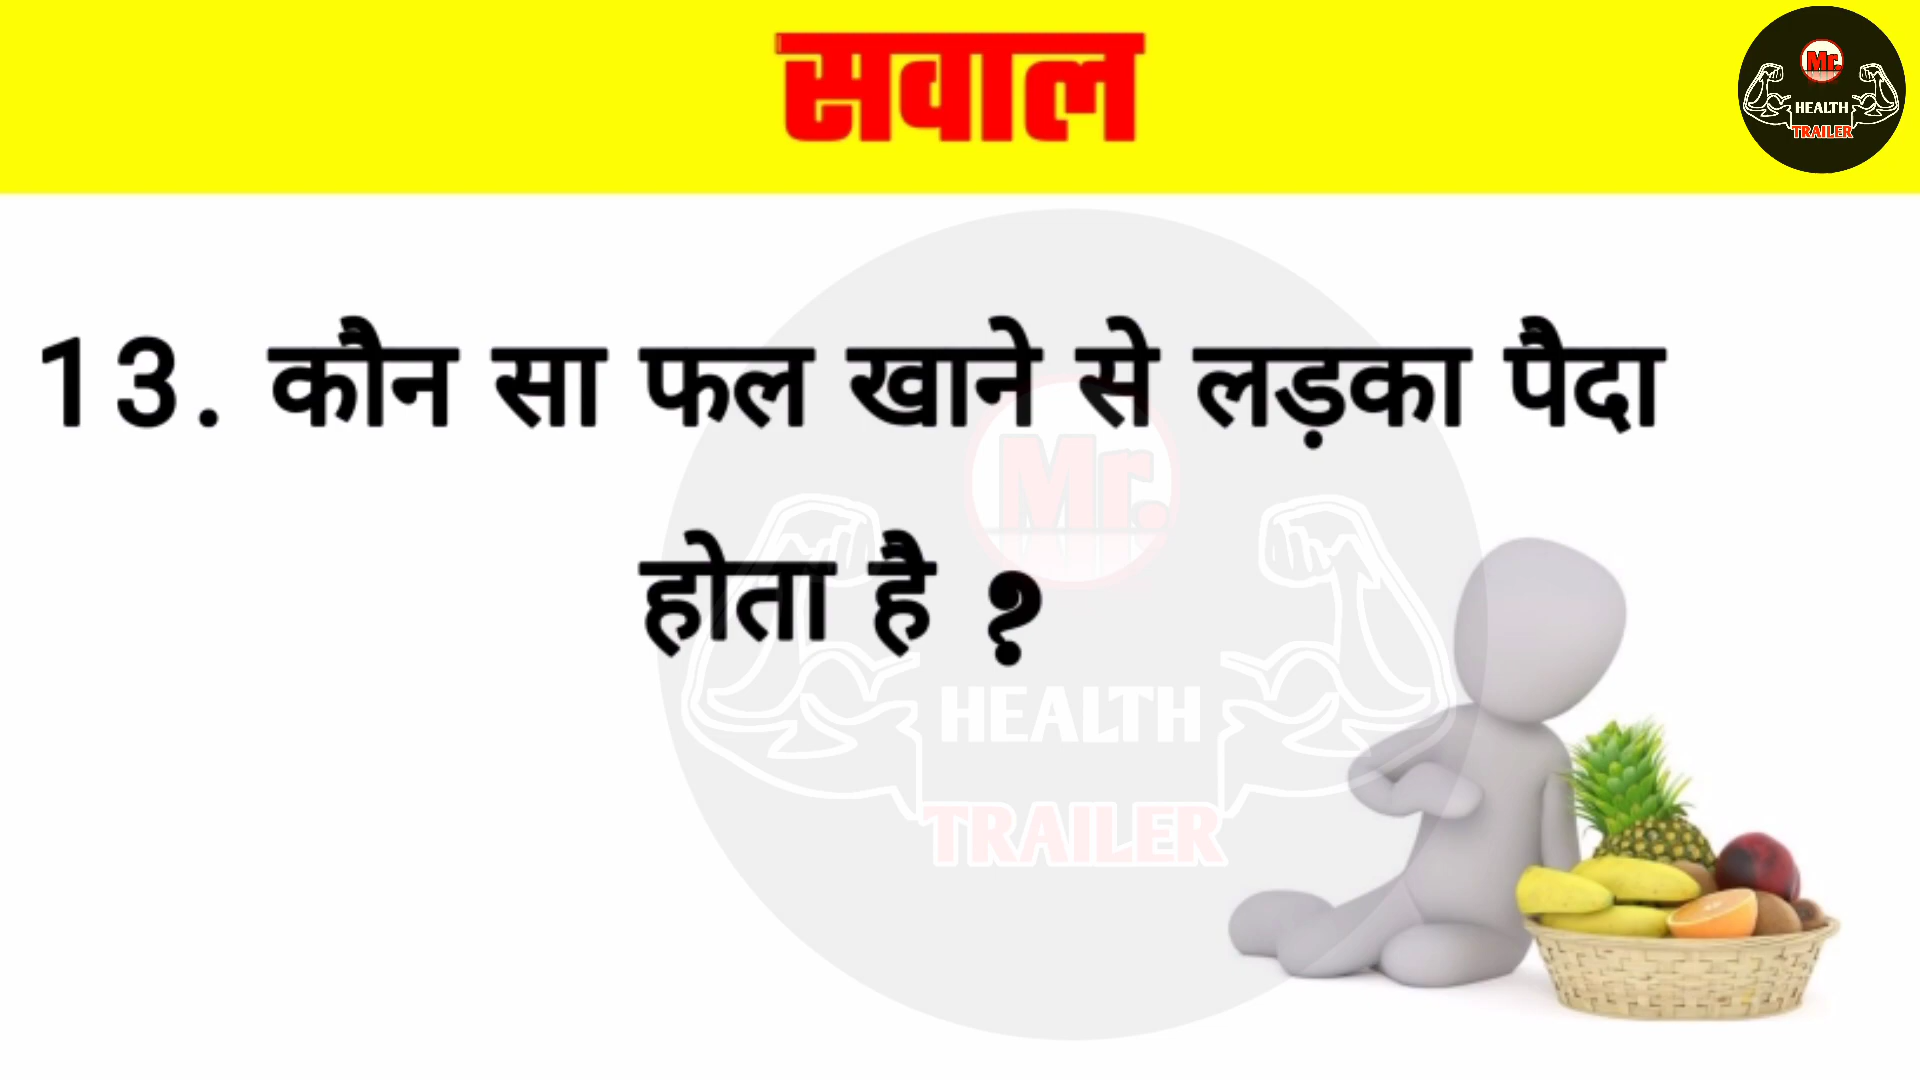 सवाल
Mr.
HEALTH
TRAILER
13. कौन सा फल खाने से लड़का पैदा
होता है ?
Mr.
HEALTH
TRAILER